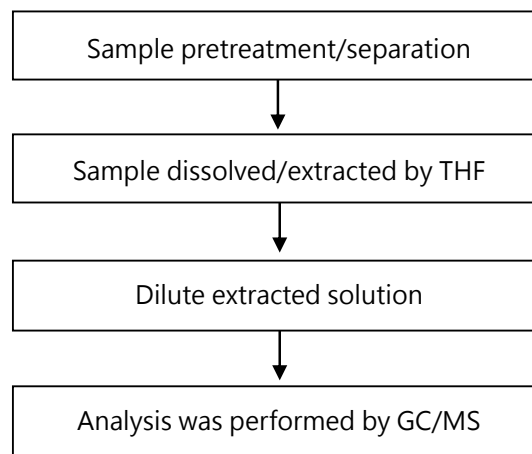 Sample pretreatment/separation
Sample dissolved/extracted by THF
Dilute extracted solution
Analysis was performed by GC/MS